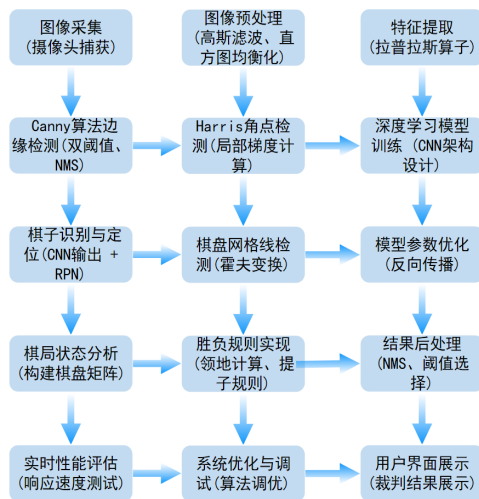 图像采集
(摄像头捕获)
图像预处理
(高斯滤波、直
方图均衡化)
特征提取
(拉普拉斯算子)
Canny算法边
缘检测(双阈值、
NMS)
Harris角点检
测(局部梯度计
算)
深度学习模型
训练 (CNN架构
设计)
棋子识别与定
位(CNN输出 +
RPN)
棋盘网格线检
测(霍夫变换)
模型参数优化
(反向传播)
棋局状态分析
(构建棋盘矩阵)
胜负规则实现
(领地计算、提
子规则)
结果后处理
(NMS、阈值选
择)
实时性能评估
(响应速度测试)
系统优化与调
试(算法调优)
用户界面展示
(裁判结果展示)